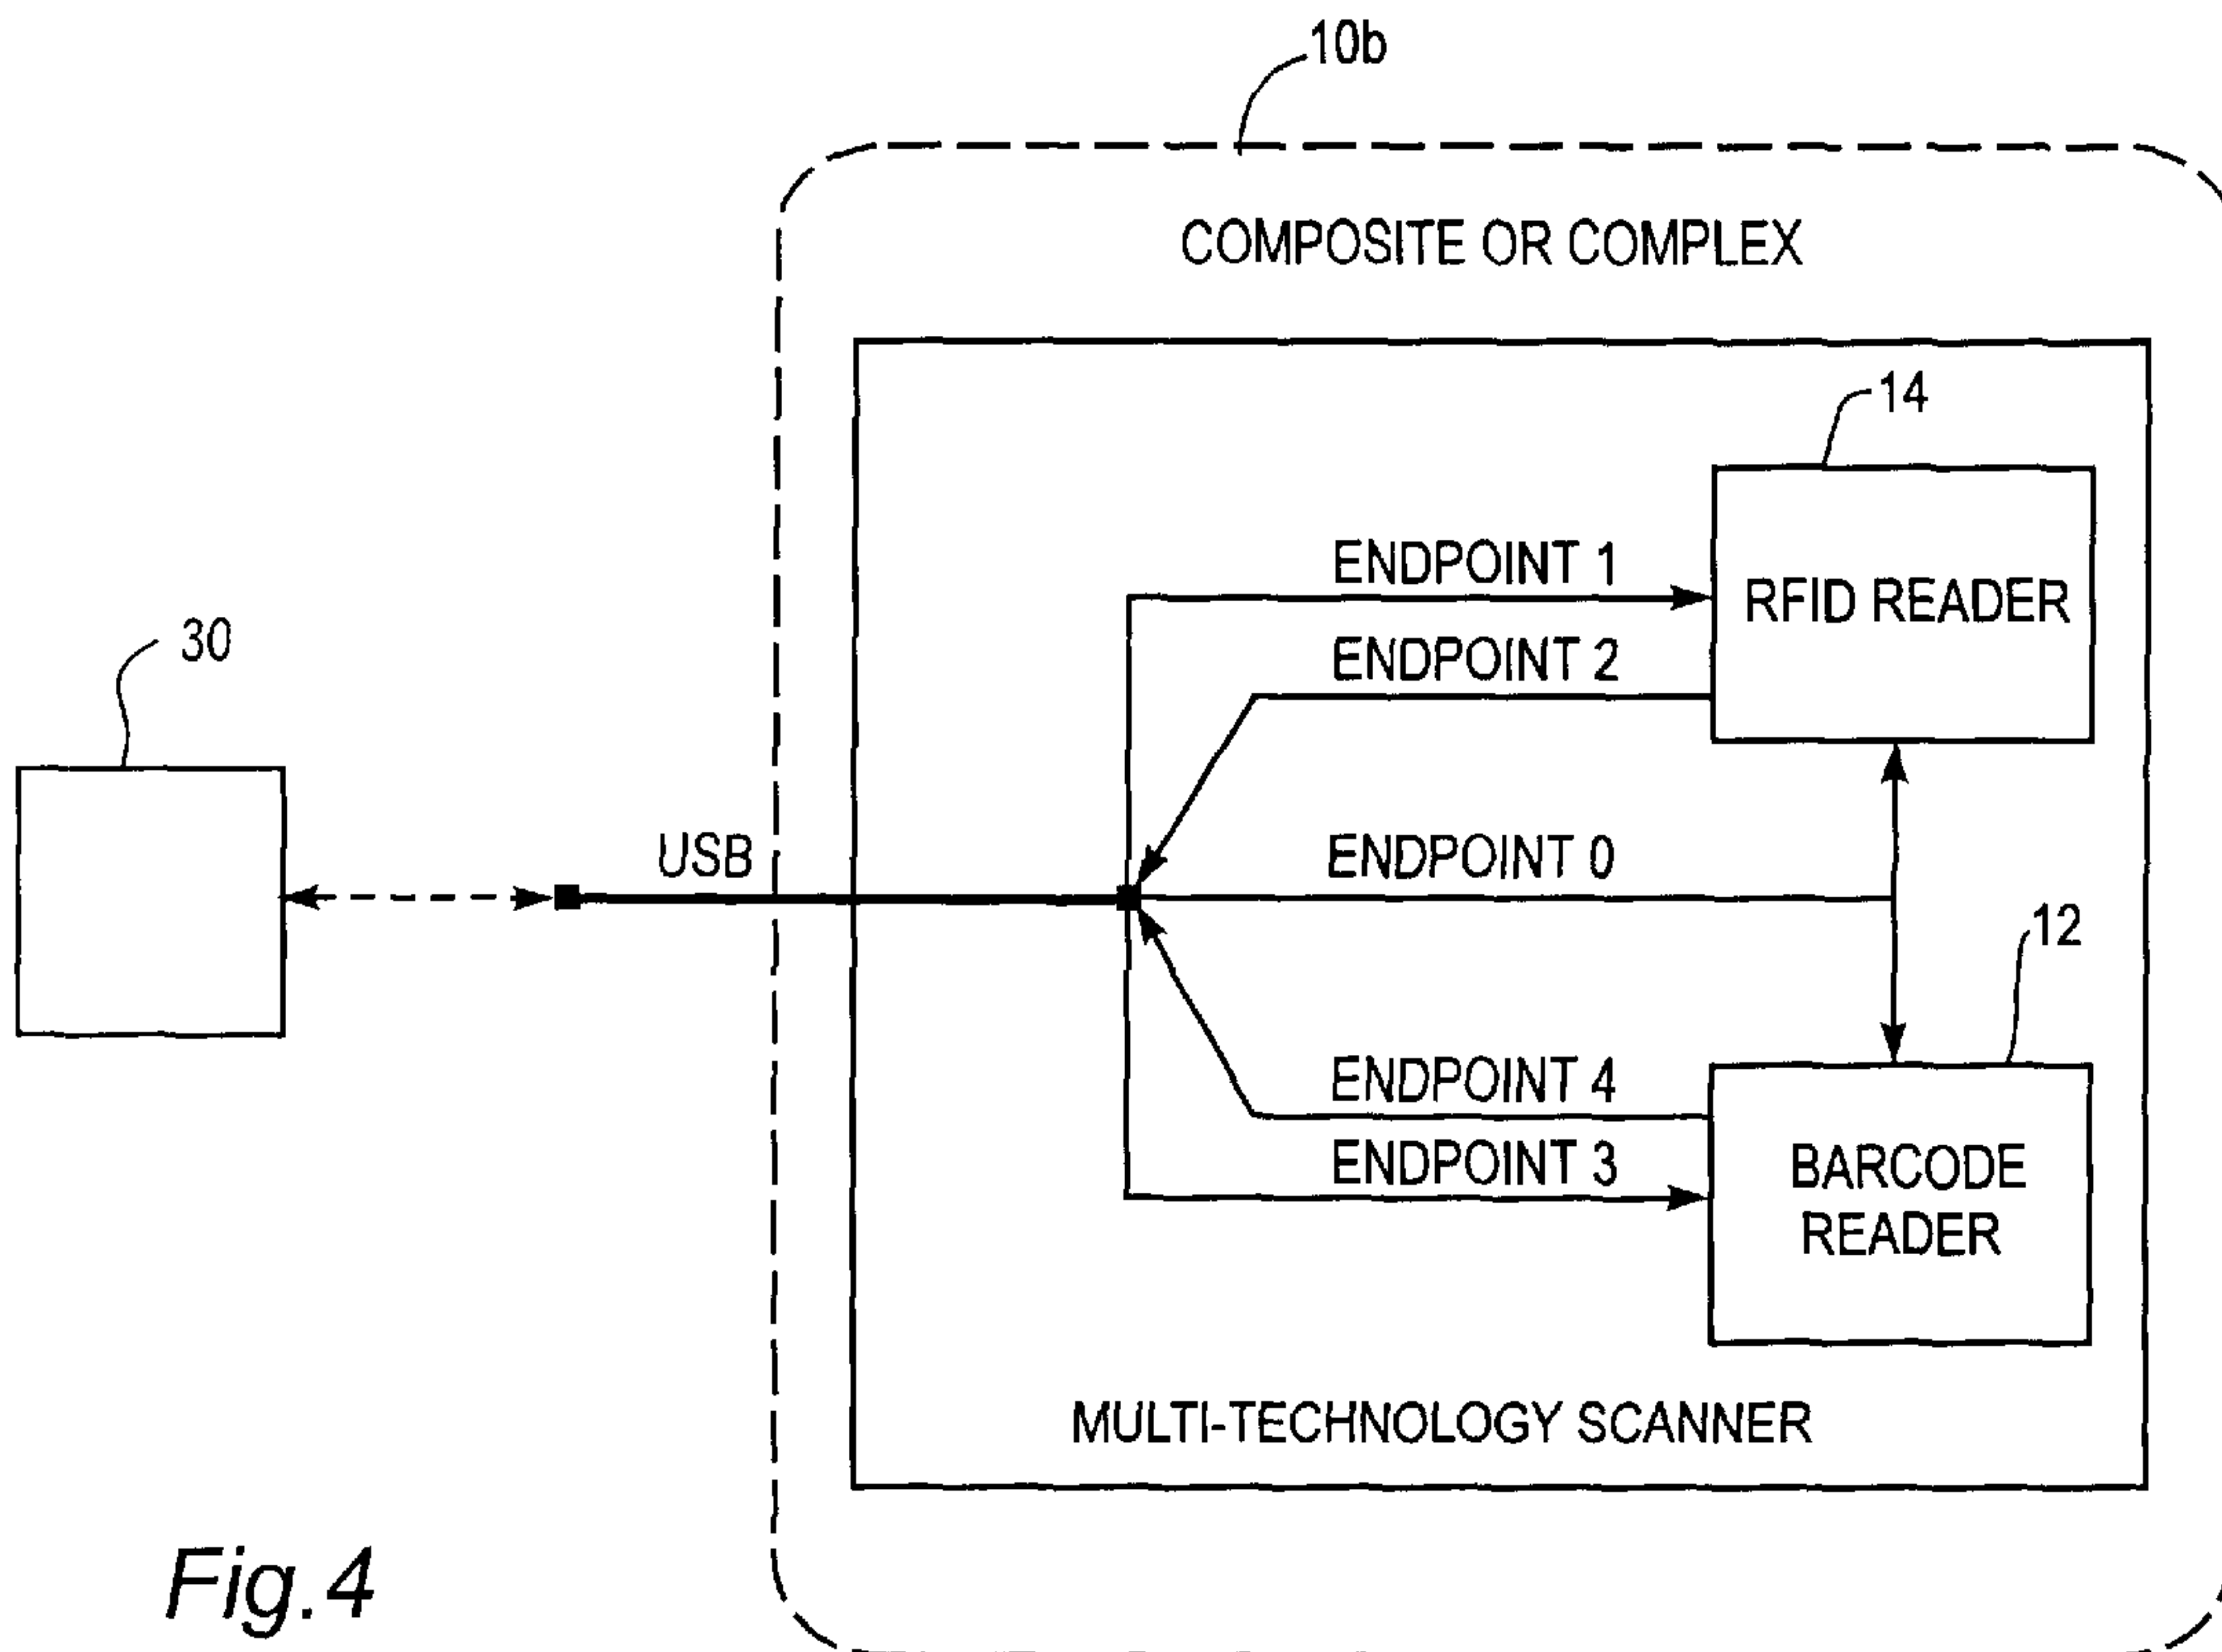 10b
COMPOSITE OR COMPLEX
14
ENDPOINT 1
RFID READER
ENDPOINT 2
30
USB
ENDPOINT 0
12
ENDPOINT 4
BARCODE
READER
ENDPOINT 3
MULTI-TECHNOLOGY SCANNER
Fig.4